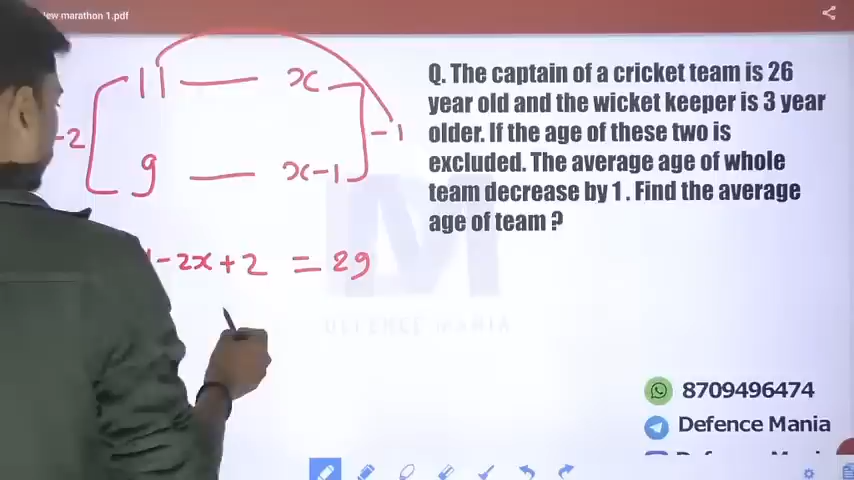 New marathon 1.pdf
11 — x
-2
-1
9 — x-1
-2x+2 = 29
Q. The captain of a cricket team is 26
year old and the wicket keeper is 3 year
older. If the age of these two is
excluded. The average age of whole
team decrease by 1 . Find the average
age of team ?
DEFENCE MANIA
8709496474
Defence Mania